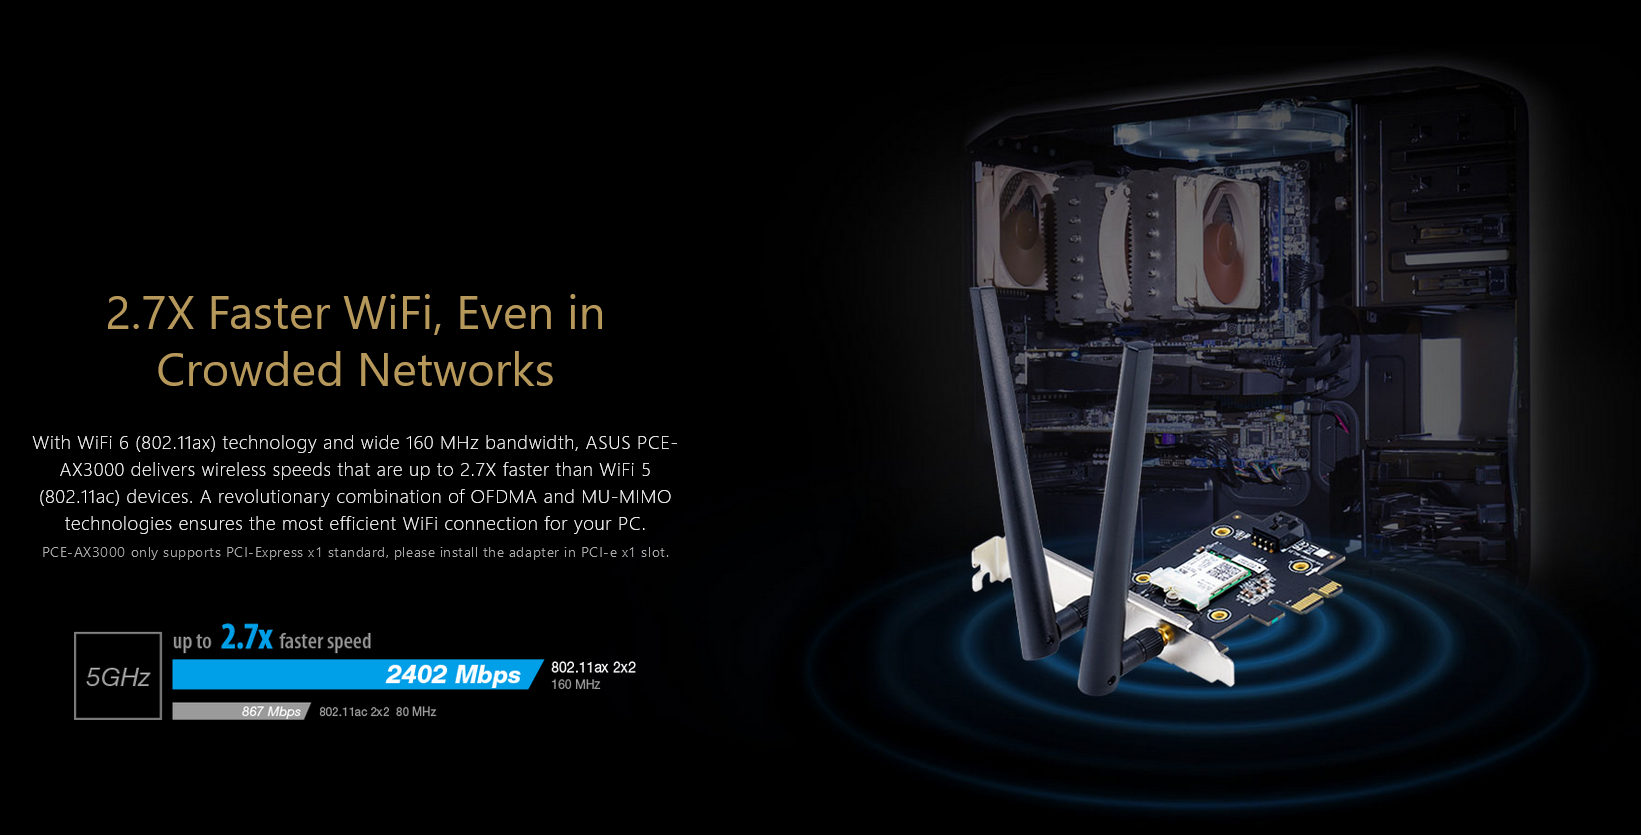 2.7X Faster WiFi, Even in
Crowded Networks
With WiFi 6 (802.11ax) technology and wide 160 MHz bandwidth, ASUS PCE-
AX3000 delivers wireless speeds that are up to 2.7X faster than WiFi 5
(802.11ac) devices. A revolutionary combination of OFDMA and MU-MIMO
technologies ensures the most efficient WiFi connection for your PC.
PCE-AX3000 only supports PCI-Express x1 standard, please install the adapter in PCI-e x1 slot.
up to 2.7x faster speed
5GHz
2402 Mbps 802.11ax 2x2
160 MHz
867 Mbps 802.11ac 2x2 80 MHz